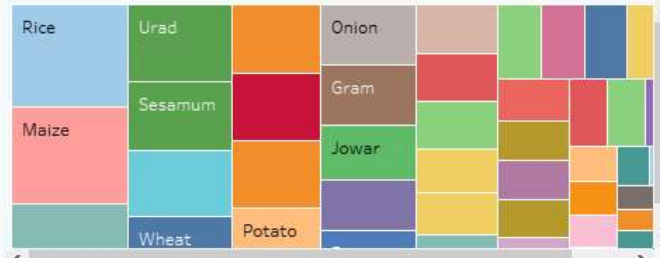 Rice
Urad
Onion
Sesamum
Gram
Maize
Jowar
Wheat
Potato